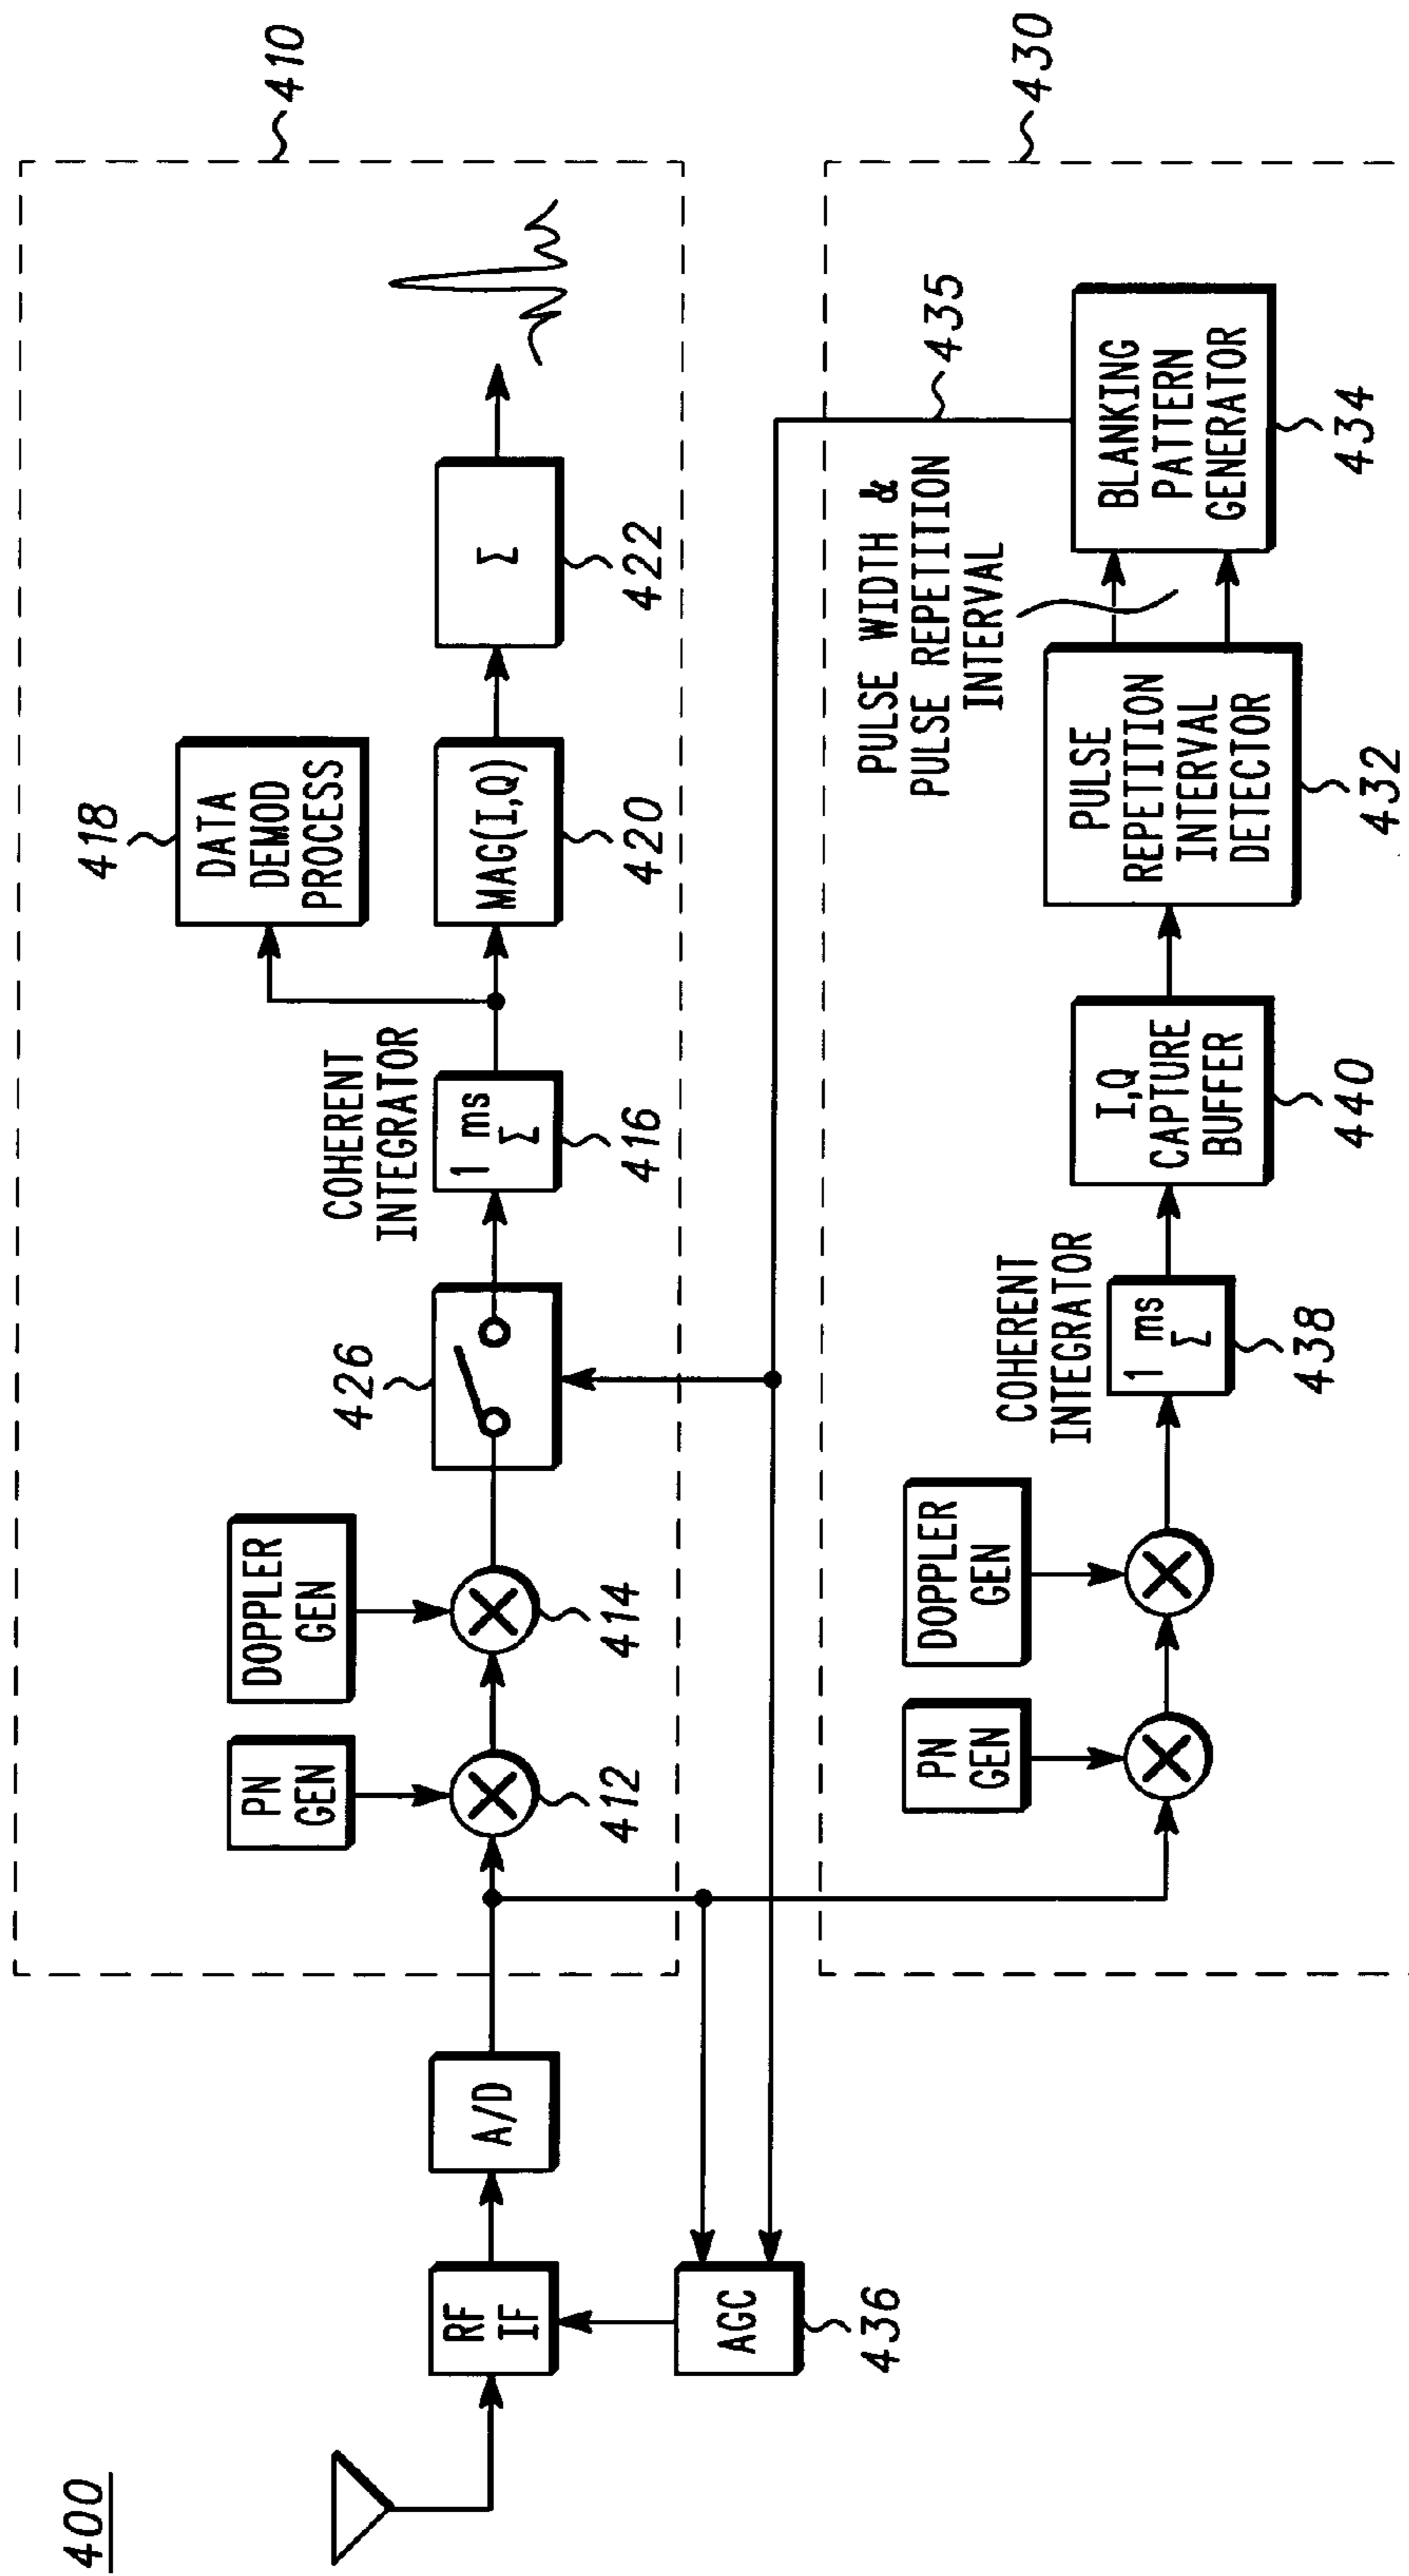 400
RF
IF
A/D
AGC
436
410
PN
GEN
412
DOPPLER
GEN
414
426
COHERENT
INTEGRATOR
1 ms
Σ
416
418
DATA
DEMOD
PROCESS
MAG(I,Q)
420
Σ
422
430
PN
GEN
DOPPLER
GEN
COHERENT
INTEGRATOR
1 ms
Σ
438
I,Q
CAPTURE
BUFFER
440
PULSE
REPETITION
INTERVAL
DETECTOR
432
PULSE WIDTH &
PULSE REPETITION
INTERVAL
435
BLANKING
PATTERN
GENERATOR
434